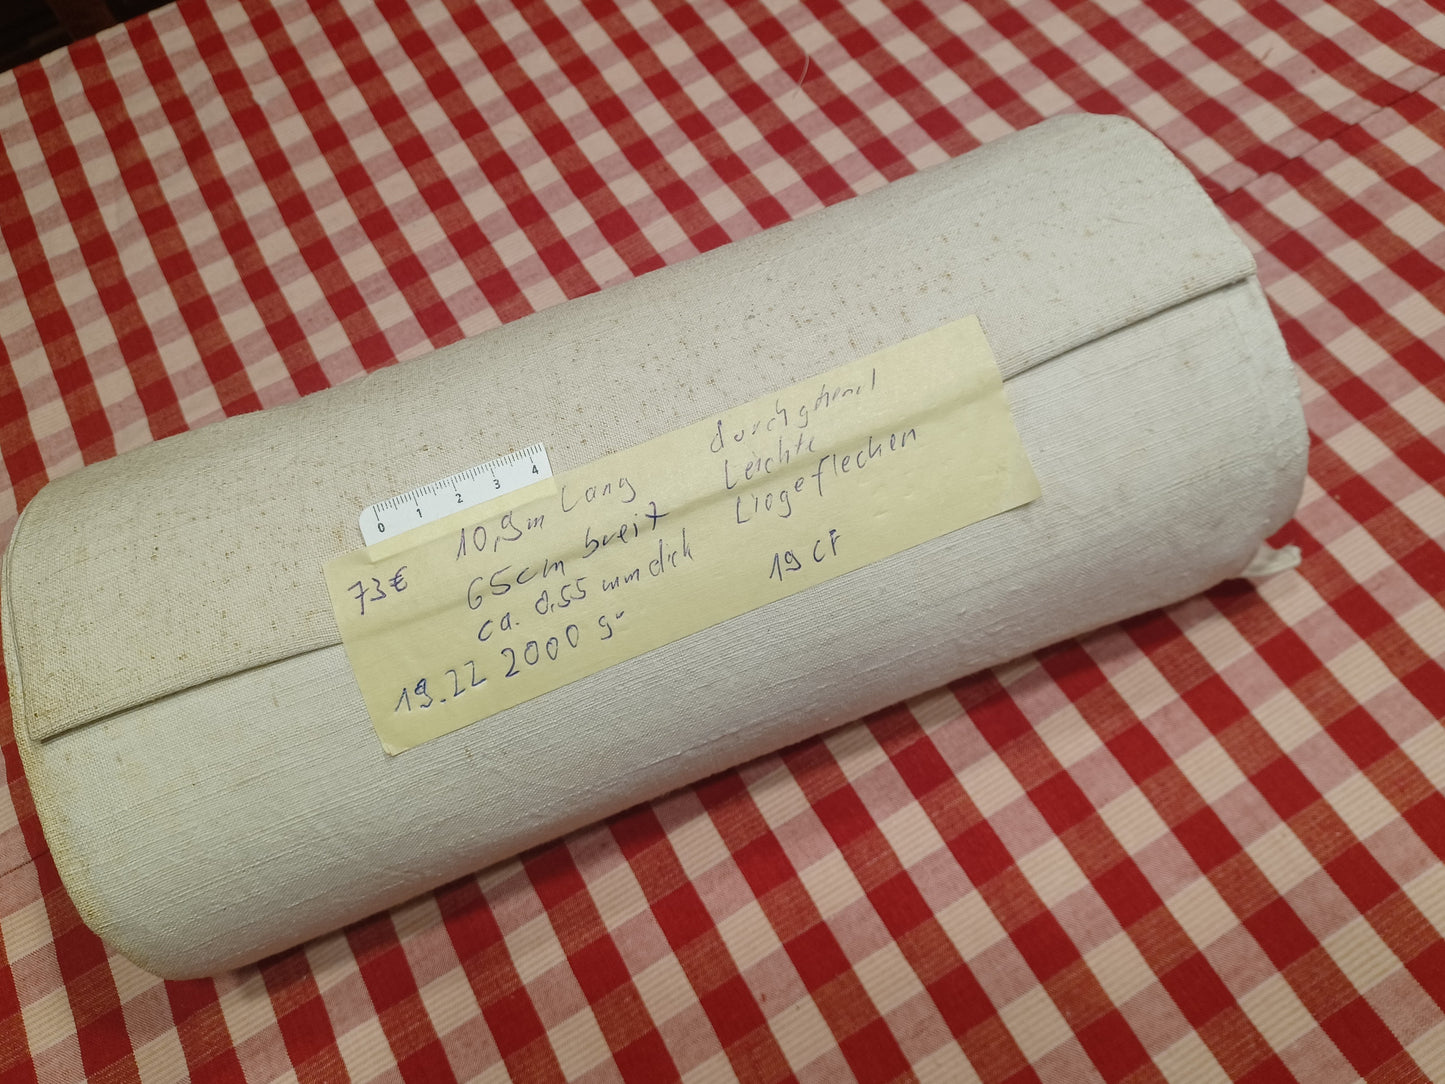 0 1 2 3 4
73€
10,9m Lang
65cm breit
ca. 0,55 mm dick
19.22 2000 gr
durchgehend
Leichte
Liegeflecken
19 CF